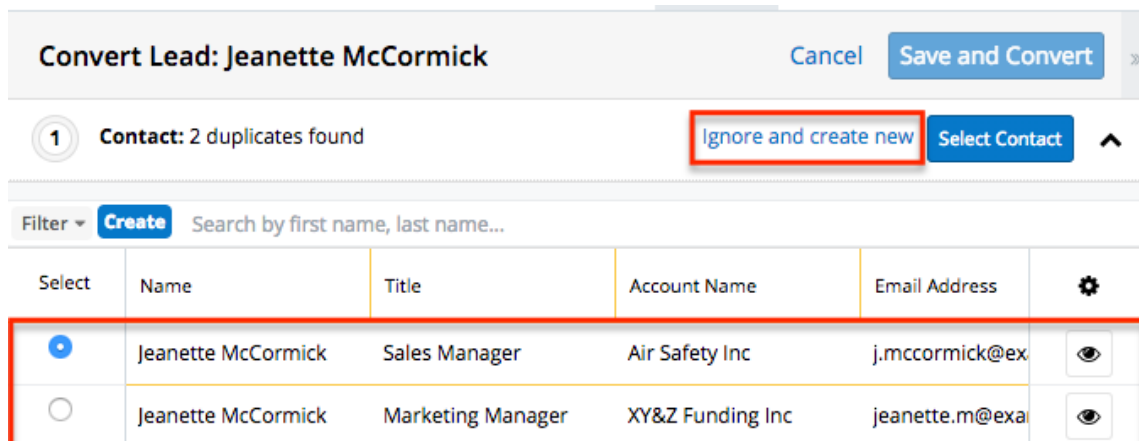 Convert Lead: Jeanette McCormick Cancel Save and Convert
1 Contact: 2 duplicates found Ignore and create new Select Contact
Filter Create Search by first name, last name...
Select Name Title Account Name Email Address
Jeanette McCormick Sales Manager Air Safety Inc j.mccormick@ex
Jeanette McCormick Marketing Manager XY&Z Funding Inc jeanette.m@exa